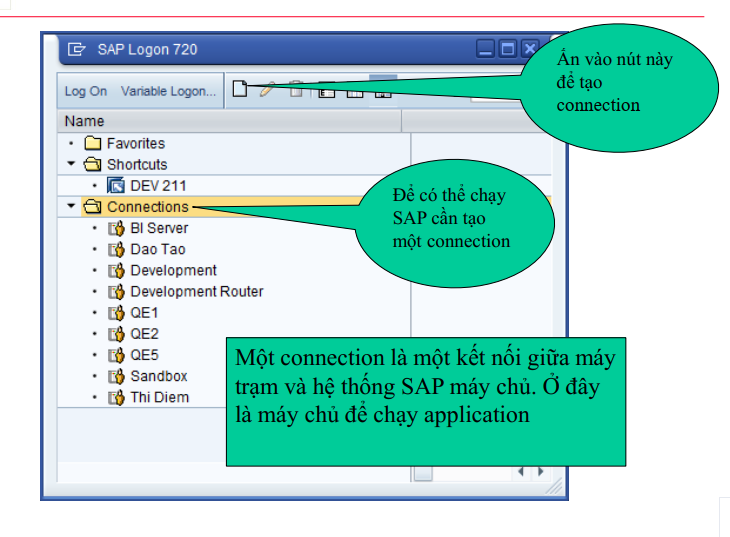 SAP Logon 720
Ấn vào nút này
để tạo
connection
Log On Variable Logon...
Name
Favorites
Shortcuts
DEV 211
Connections
Để có thể chạy
SAP cần tạo
một connection
BI Server
Dao Tao
Development
Development Router
QE1
QE2
QE5
Sandbox
Thi Diem
Một connection là một kết nối giữa máy
trạm và hệ thống SAP máy chủ. Ở đây
là máy chủ để chạy application